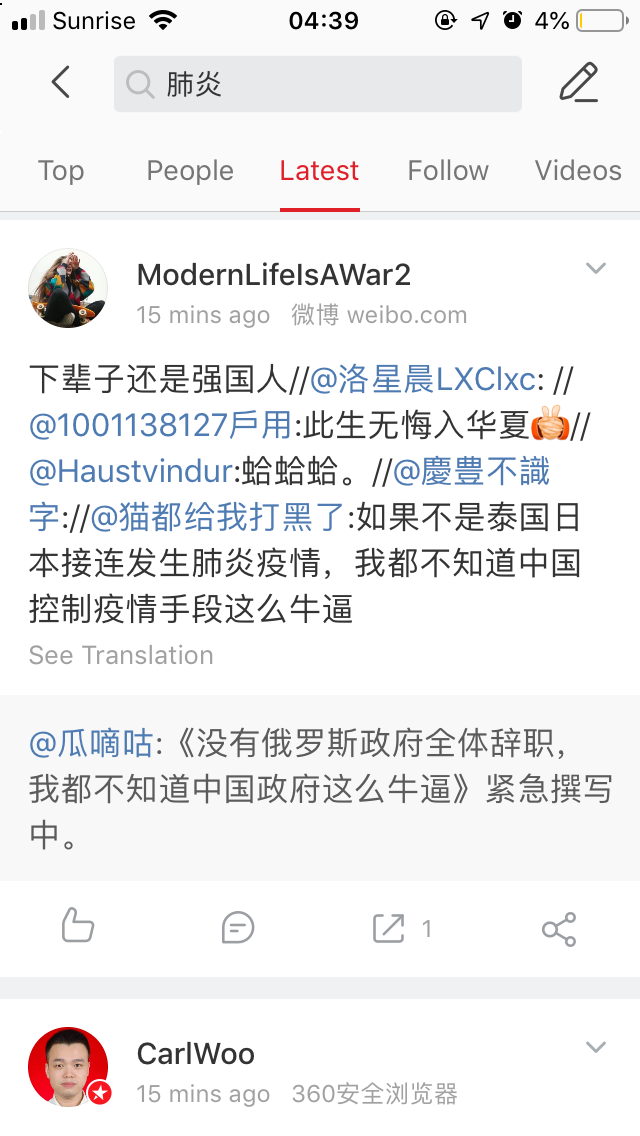 Sunrise 04:39 4%
肺炎
Top People Latest Follow Videos
ModernLifeIsAWar2
15 mins ago 微博 weibo.com
下辈子还是强国人//@洛星晨LXClxc: //
@1001138127戶用:此生无悔入华夏//
@Haustvindur:蛤蛤蛤。//@慶豊不識
字://@猫都给我打黑了:如果不是泰国日
本接连发生肺炎疫情，我都不知道中国
控制疫情手段这么牛逼
See Translation
@瓜嘀咕:《没有俄罗斯政府全体辞职，
我都不知道中国政府这么牛逼》紧急撰写
中。
1
CarlWoo
15 mins ago 360安全浏览器